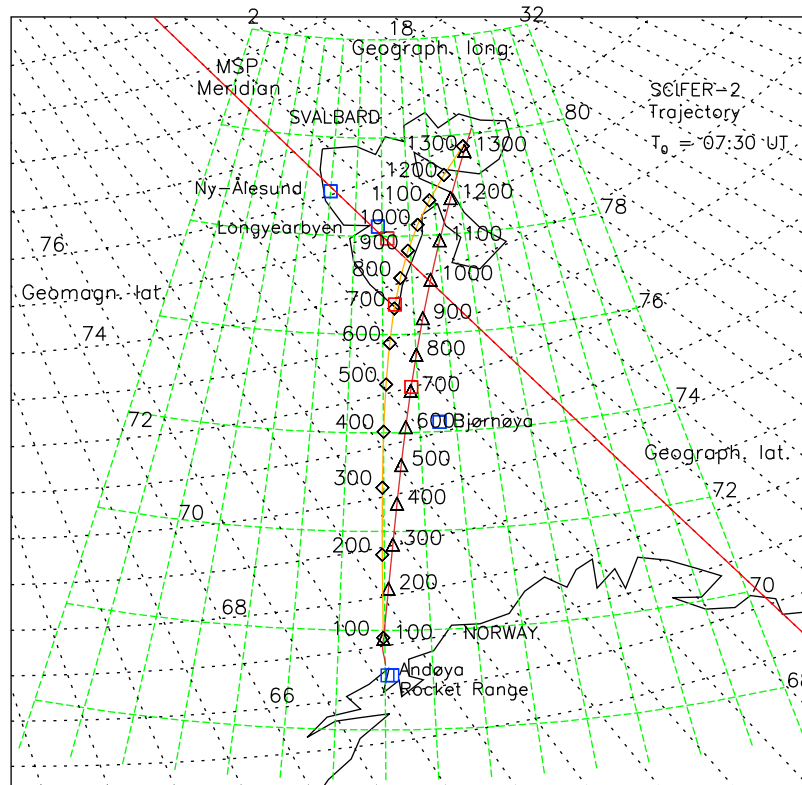 2
18
32
Geograph. long.
MSP
Meridian
SCIFER-2
Trajectory
T₀ = 07:30 UT
80
SVALBARD
1300
1300
1200
1200
Ny-Ålesund
1100
78
Longyearbyen
1000
1100
76
900
800
1000
Geomagn. lat.
700
76
900
74
600
800
500
700
74
72
400
600
Bjørnøya
Geograph. lat.
500
300
72
400
70
200
300
200
70
68
100
100
NORWAY
Andøya
Rocket Range
66
68